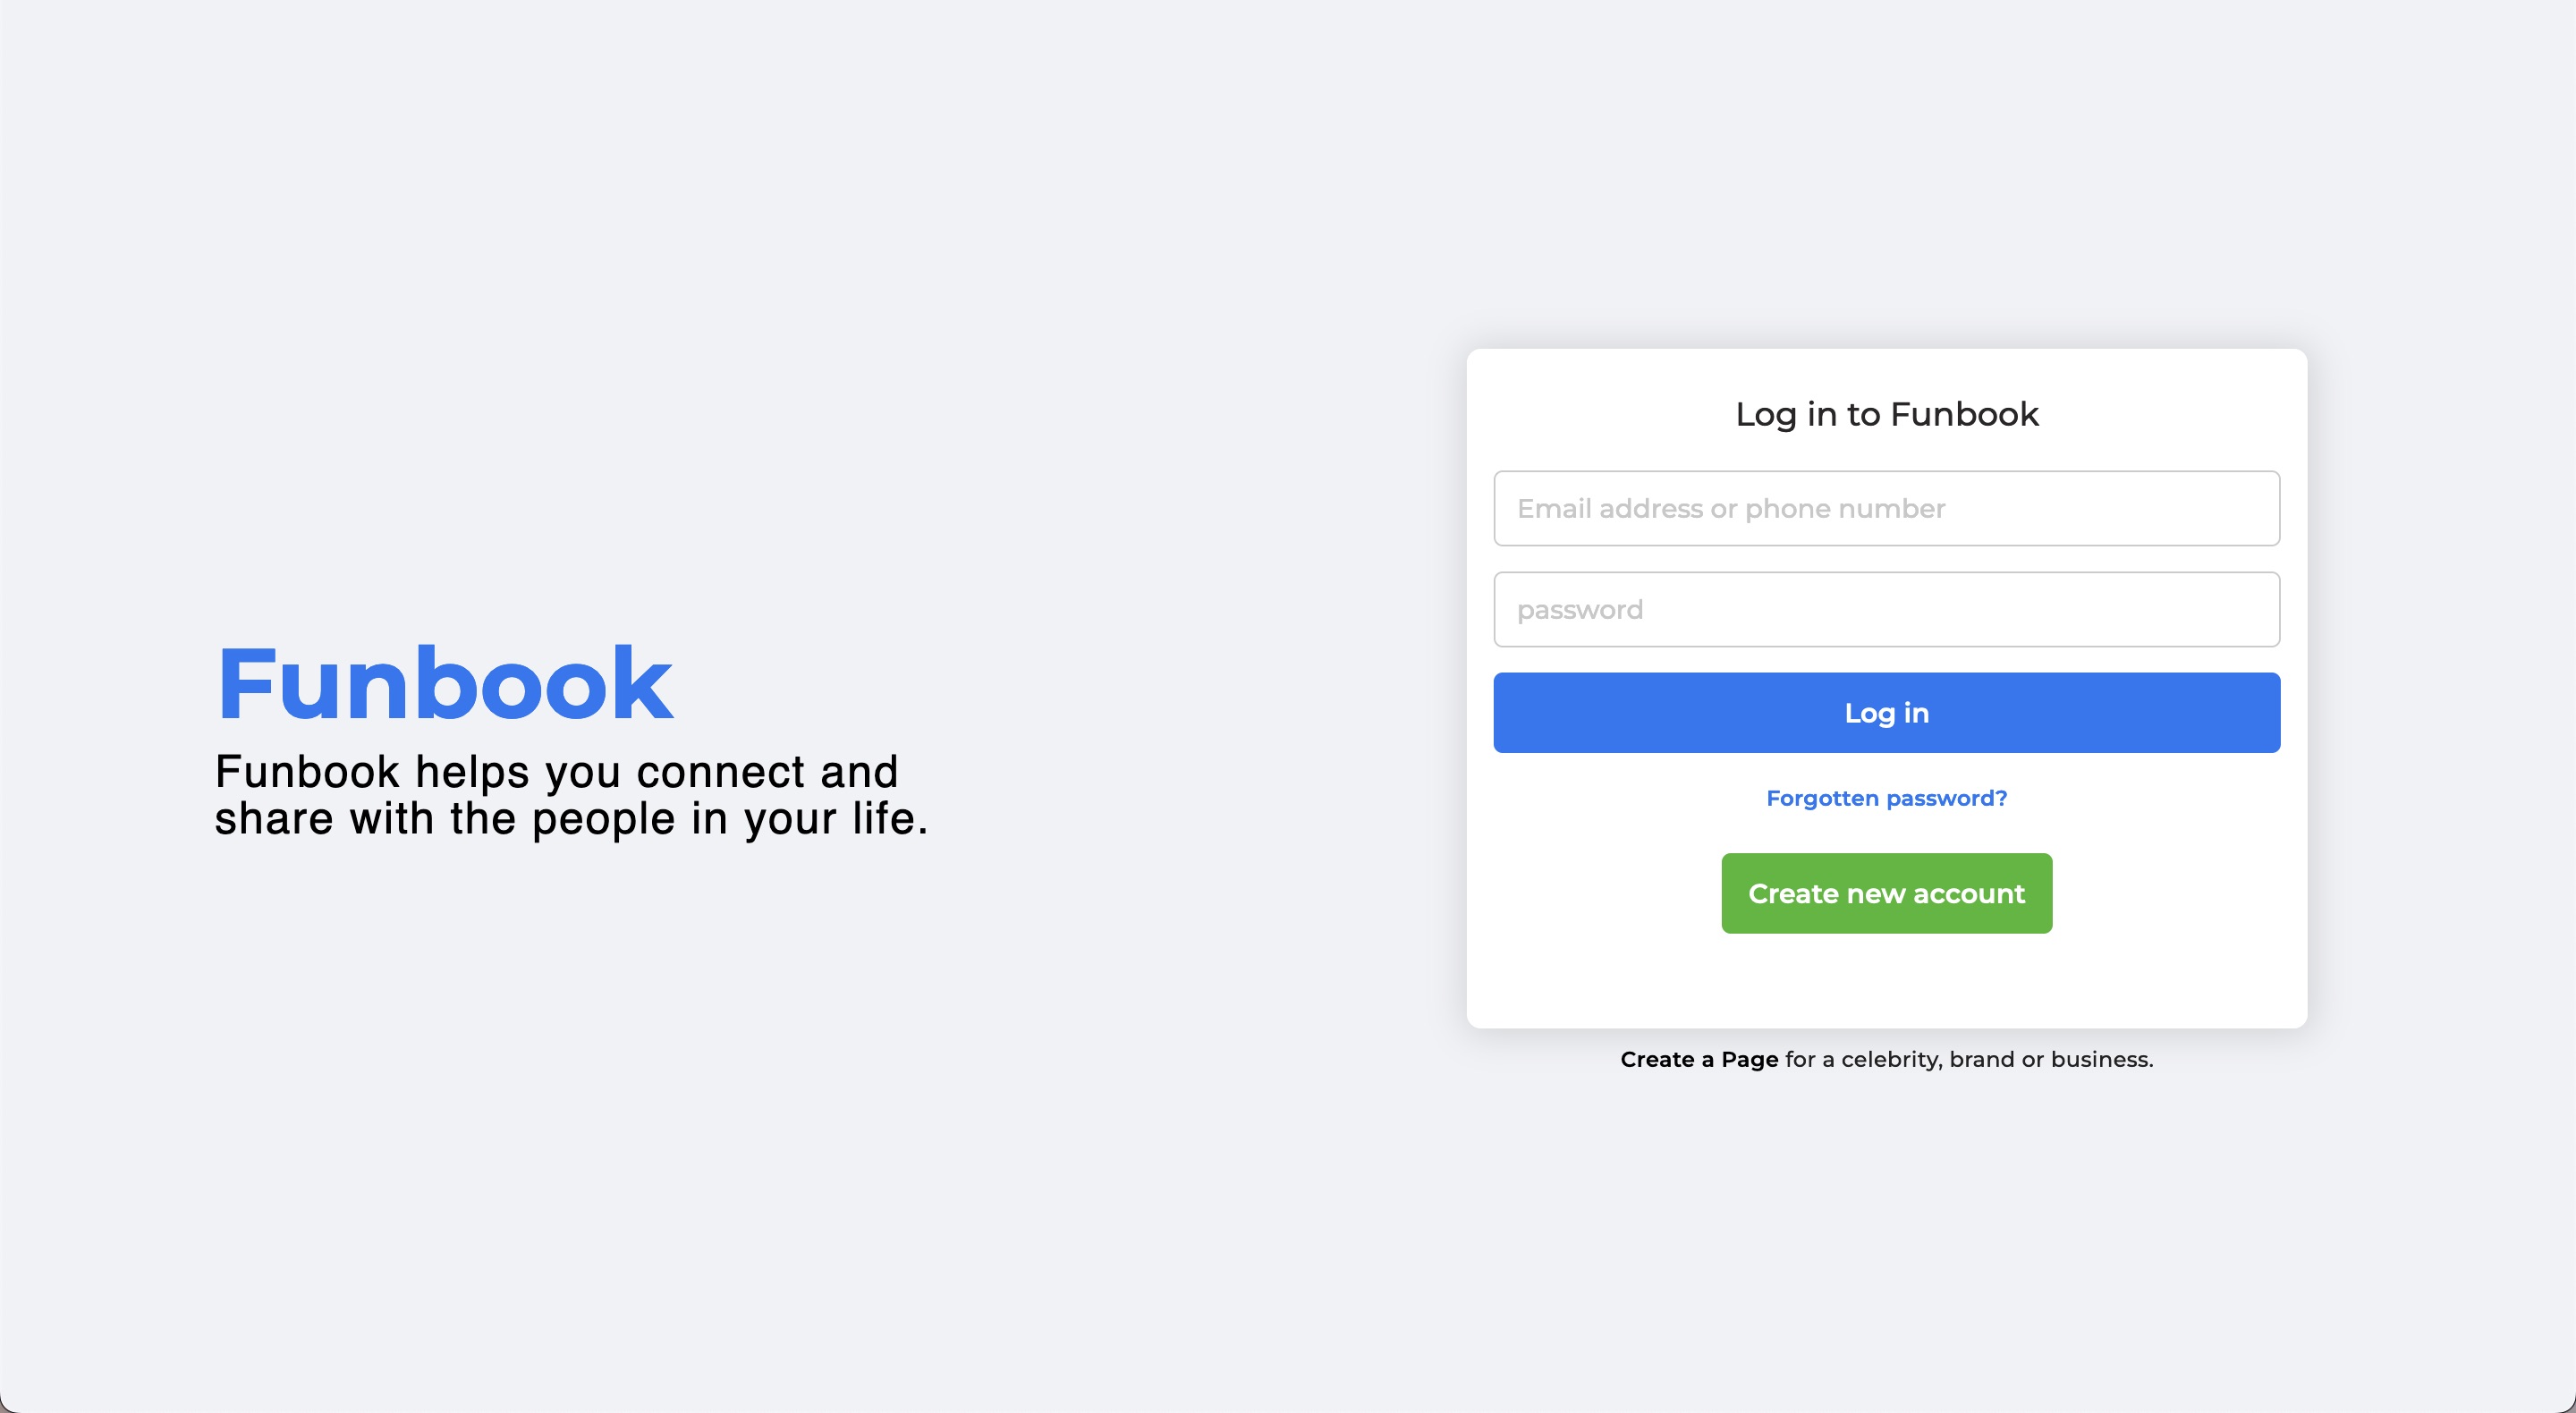 Funbook
Funbook helps you connect and
share with the people in your life.
Log in to Funbook
Email address or phone number
password
Log in
Forgotten password?
Create new account
Create a Page for a celebrity, brand or business.